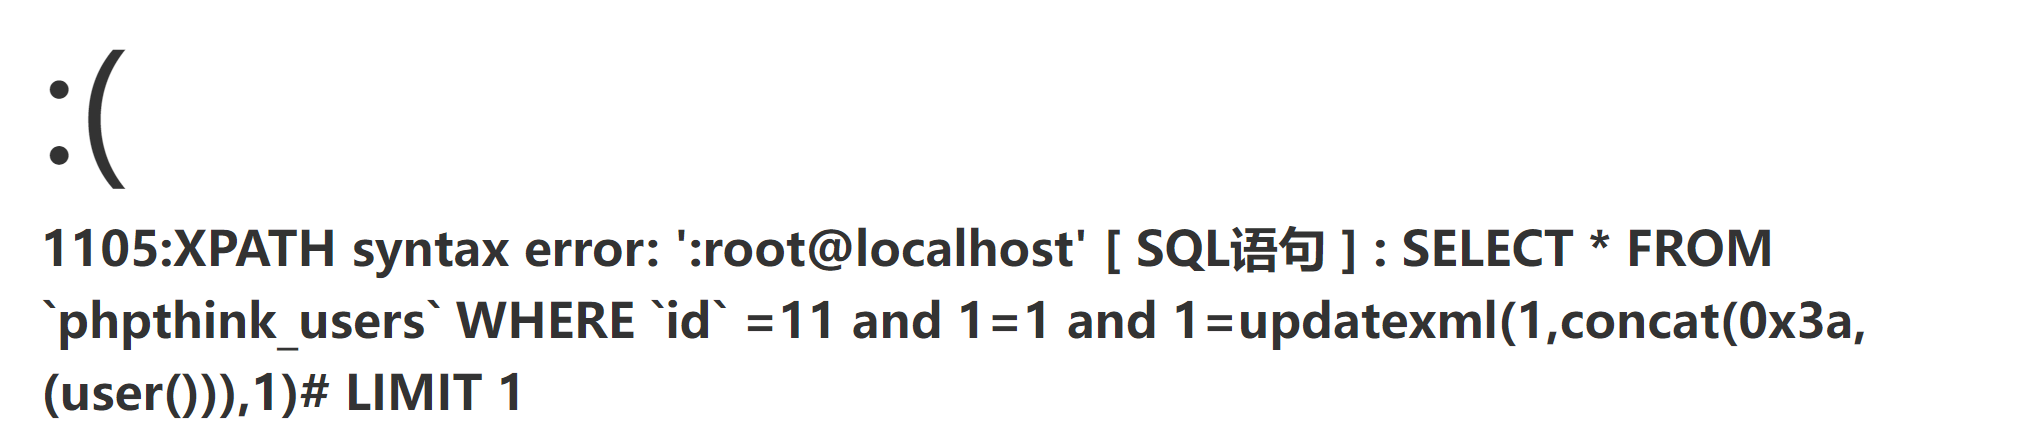 :(
1105:XPATH syntax error: ':root@localhost' [ SQL语句 ] : SELECT * FROM
`phpthink_users` WHERE `id` =11 and 1=1 and 1=updatexml(1,concat(0x3a,
(user())),1)# LIMIT 1